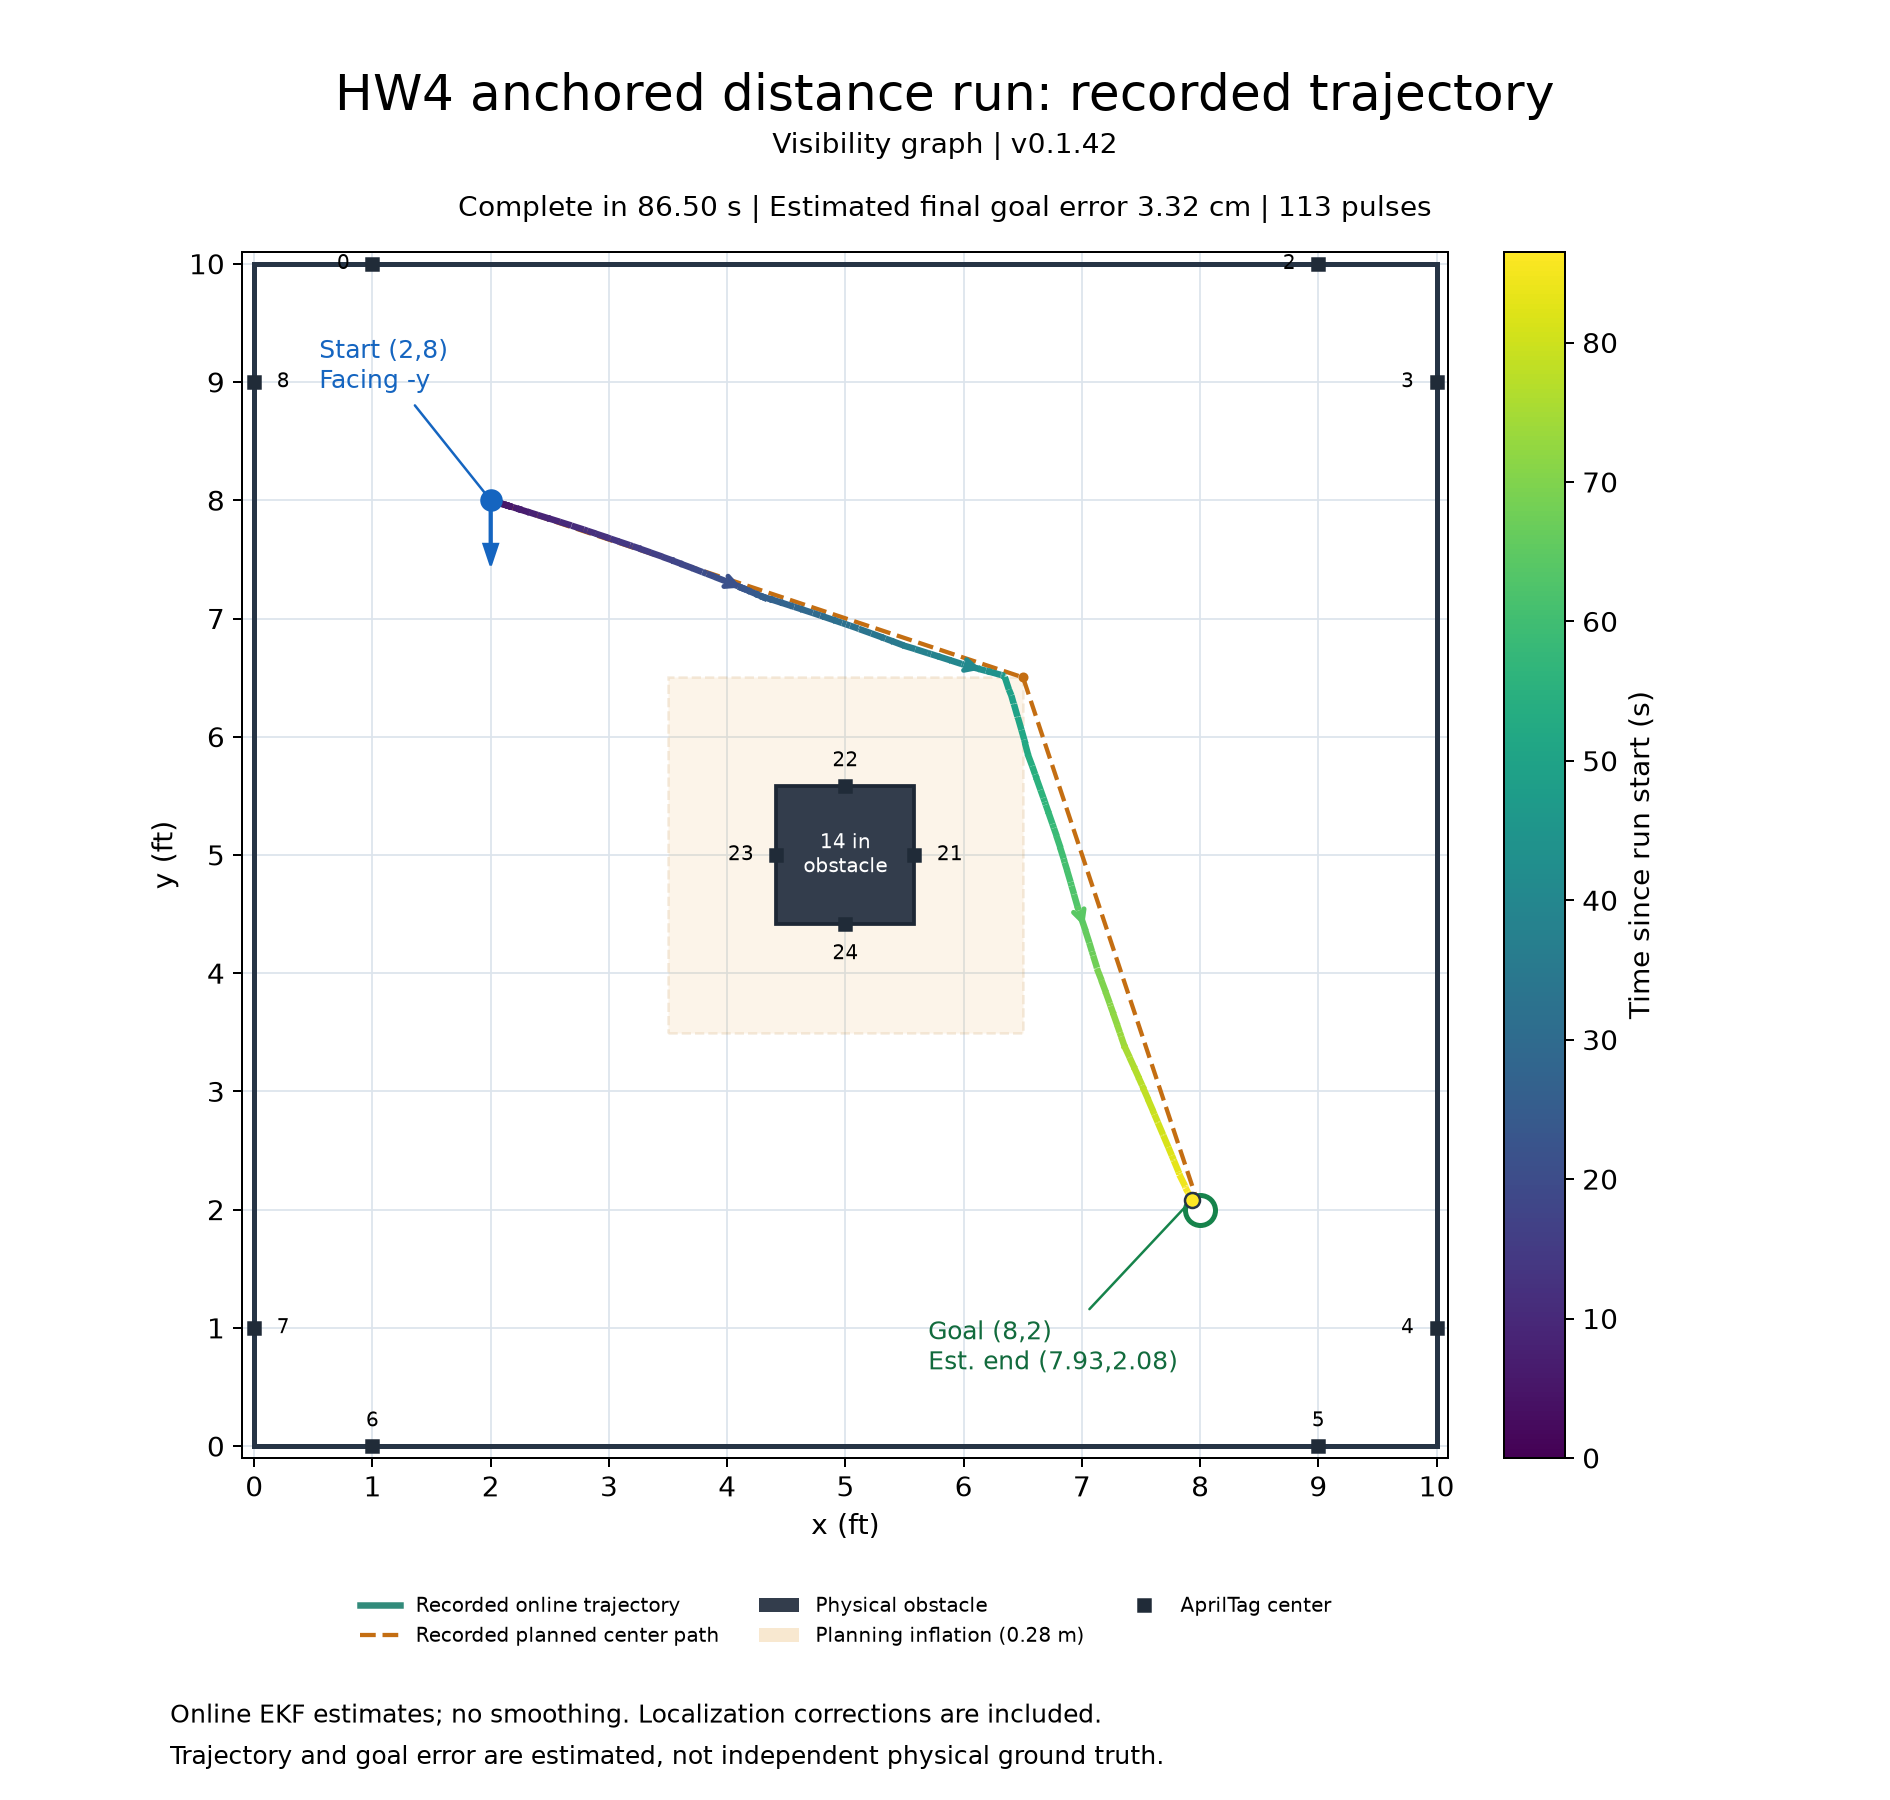 HW4 anchored distance run: recorded trajectory
Visibility graph | v0.1.42
Complete in 86.50 s | Estimated final goal error 3.32 cm | 113 pulses
10
9
8
7
6
5
4
3
2
1
0
y (ft)
0
2
8
3
Start (2,8)
Facing -y
22
23
14 in
obstacle
21
24
7
4
Goal (8,2)
Est. end (7.93,2.08)
6
5
0 1 2 3 4 5 6 7 8 9 10
x (ft)
80
70
60
50
40
30
20
10
0
Time since run start (s)
Recorded online trajectory
Recorded planned center path
Physical obstacle
Planning inflation (0.28 m)
AprilTag center
Online EKF estimates; no smoothing. Localization corrections are included.
Trajectory and goal error are estimated, not independent physical ground truth.